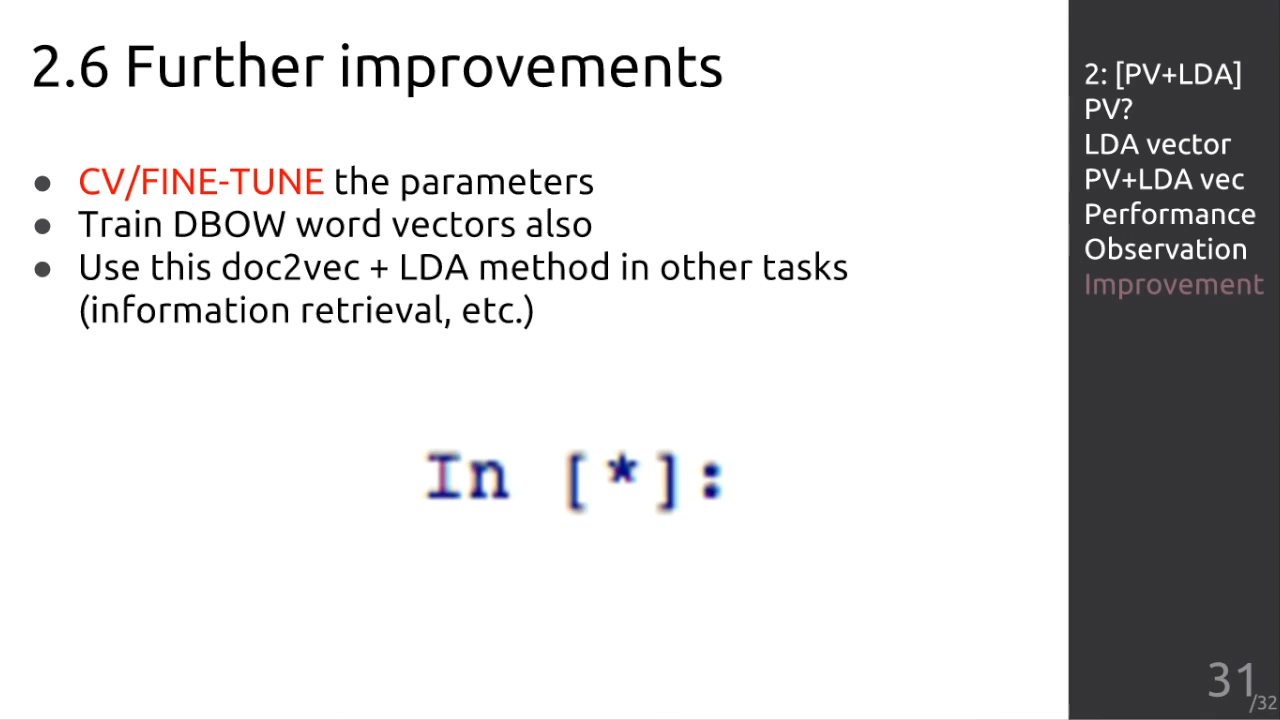 2.6 Further improvements
● CV/FINE-TUNE the parameters
● Train DBOW word vectors also
● Use this doc2vec + LDA method in other tasks
(information retrieval, etc.)
In [*]:
2: [PV+LDA]
PV?
LDA vector
PV+LDA vec
Performance
Observation
Improvement
31/32